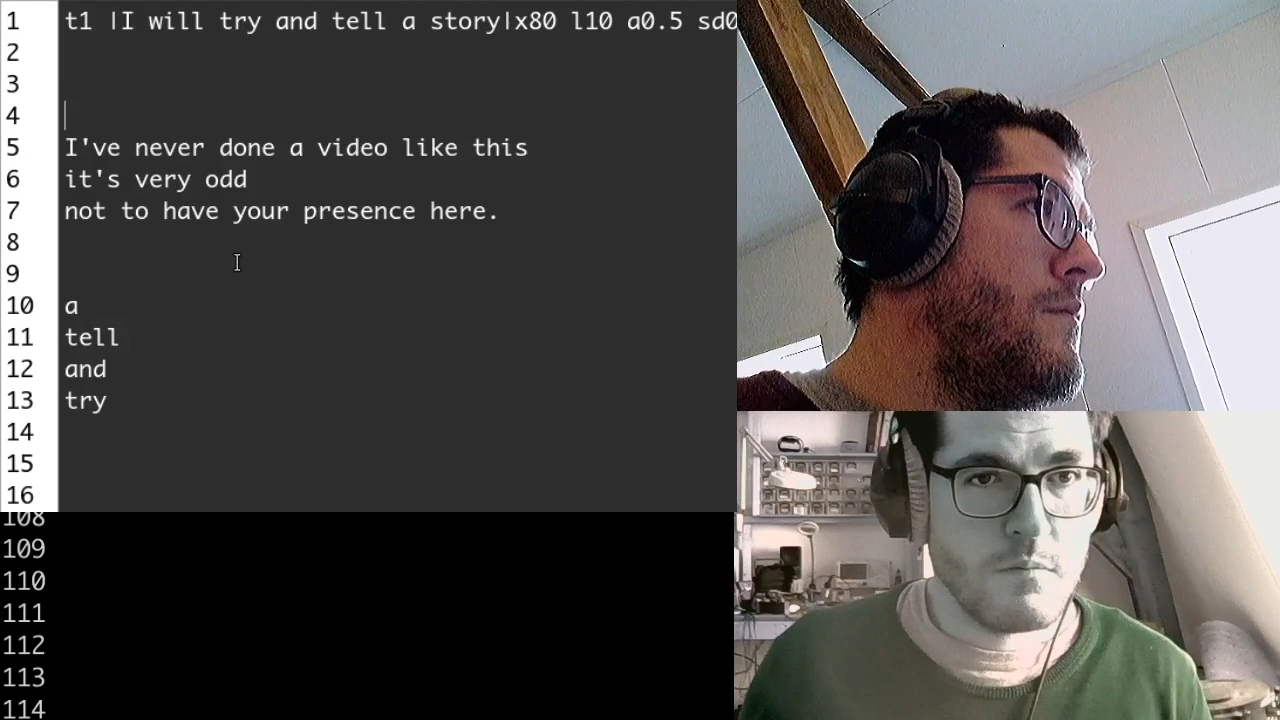 1 t1 |I will try and tell a story|x80 l10 a0.5 sd0
2
3
4
5 I've never done a video like this
6 it's very odd
7 not to have your presence here.
8
9
10 a
11 tell
12 and
13 try
14
15
16
108
109
110
111
112
113
114